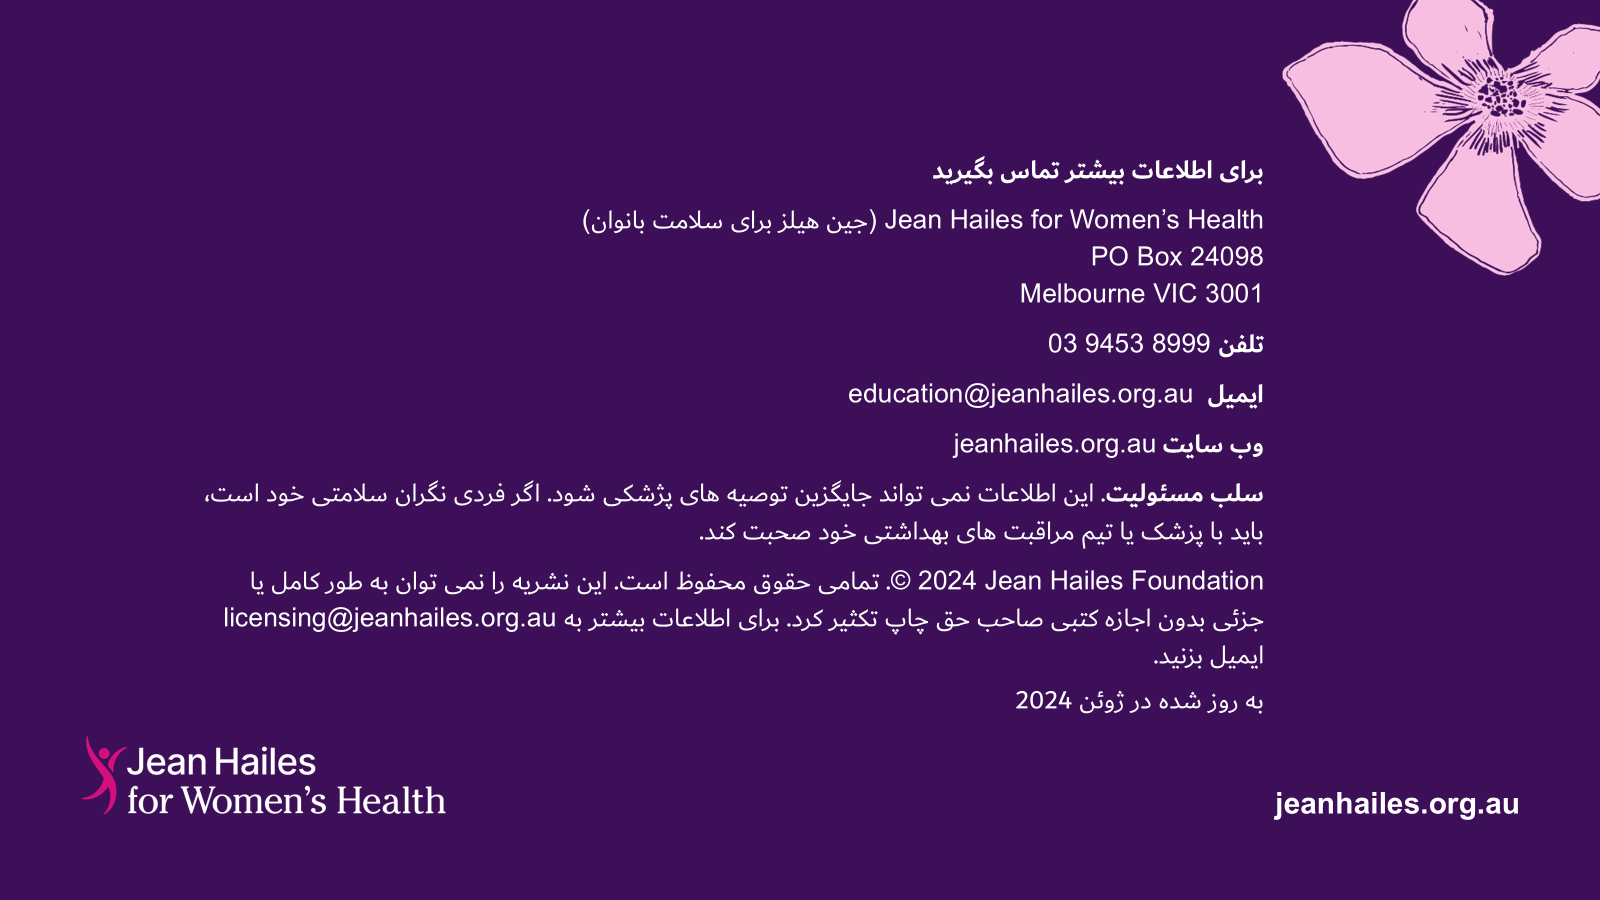 برای اطلاعات بیشتر تماس بگیرید
Jean Hailes for Women’s Health (جین هیلز برای سلامت بانوان)
PO Box 24098
Melbourne VIC 3001
تلفن 03 9453 8999
ایمیل education@jeanhailes.org.au
وب سایت jeanhailes.org.au
سلب مسئولیت. این اطلاعات نمی تواند جایگزین توصیه های پژشکی شود. اگر فردی نگران سلامتی خود است،
باید با پزشک یا تیم مراقبت های بهداشتی خود صحبت کند.
© 2024 Jean Hailes Foundation. تمامی حقوق محفوظ است. این نشریه را نمی توان به طور کامل یا
جزئی بدون اجازه کتبی صاحب حق چاپ تکثیر کرد. برای اطلاعات بیشتر به licensing@jeanhailes.org.au
ایمیل بزنید.
به روز شده در ژوئن 2024
Jean Hailes
for Women’s Health
jeanhailes.org.au